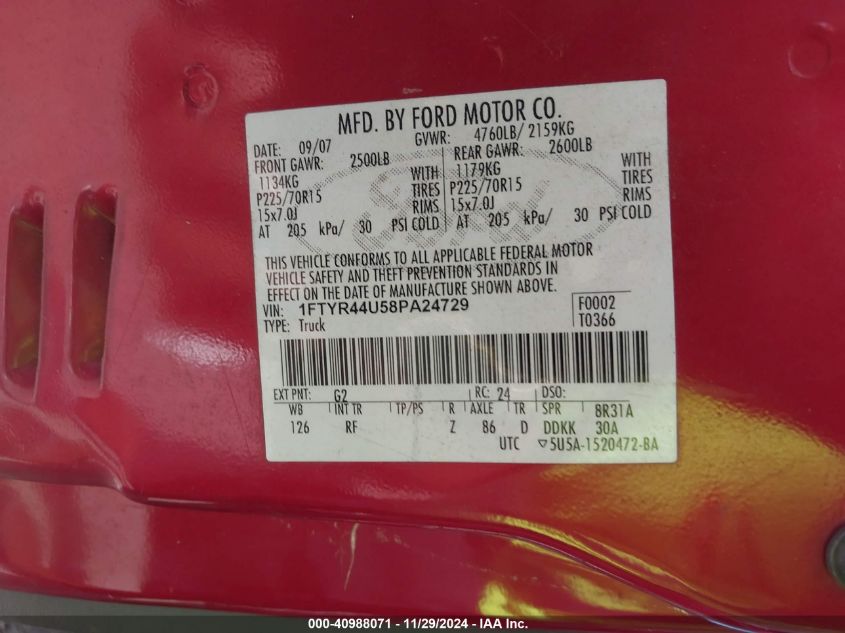 MFD. BY FORD MOTOR CO.
DATE: 09/07 GVWR: 4760LB/ 2159KG
FRONT GAWR: 2500LB REAR GAWR: 2600LB
1134KG WITH 1179KG WITH
P225/70R15 TIRES P225/70R15 TIRES
15x7.0J RIMS 15x7.0J RIMS
AT 205 kPa/ 30 PSI COLD AT 205 kPa/ 30 PSI COLD
Ford
THIS VEHICLE CONFORMS TO ALL APPLICABLE FEDERAL MOTOR
VEHICLE SAFETY AND THEFT PREVENTION STANDARDS IN
EFFECT ON THE DATE OF MANUFACTURE SHOWN ABOVE.
VIN: 1FTYR44U58PA24729 F0002
TYPE: Truck T0366
EXT PNT: G2 RC: 24 DSO:
WB INT TR TP/PS R AXLE TR SPR 8R31A
126 RF Z 86 D DDKK 30A
UTC ▽5U5A-1520472-BA
000-40988071 - 11/29/2024 - IAA Inc.